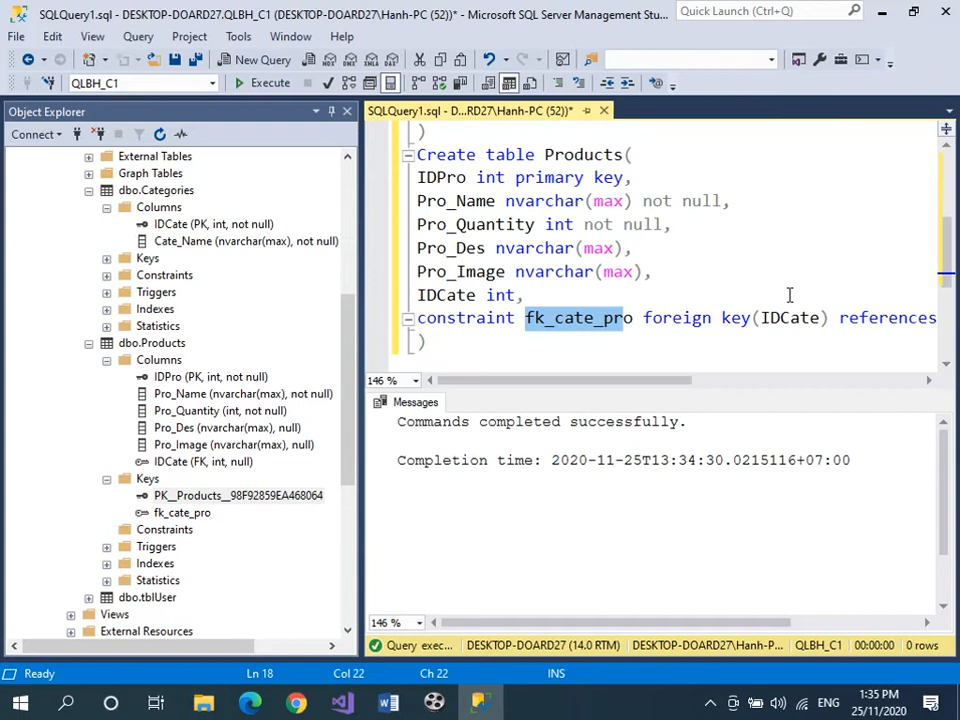 SQLQuery1.sql - DESKTOP-DOARD27.QLBH_C1 (DESKTOP-DOARD27\Hanh-PC (52))* - Microsoft SQL Server Management Stu...
Quick Launch (Ctrl+Q)
File Edit View Query Project Tools Window Help
New Query
QLBH_C1
Execute
Object Explorer
SQLQuery1.sql - D...RD27\Hanh-PC (52))*
Connect
External Tables
Graph Tables
dbo.Categories
Columns
IDCate (PK, int, not null)
Cate_Name (nvarchar(max), not null)
Keys
Constraints
Triggers
Indexes
Statistics
dbo.Products
Columns
IDPro (PK, int, not null)
Pro_Name (nvarchar(max), not null)
Pro_Quantity (int, not null)
Pro_Des (nvarchar(max), null)
Pro_Image (nvarchar(max), null)
IDCate (FK, int, null)
Keys
PK__Products__98F92859EA468064
fk_cate_pro
Constraints
Triggers
Indexes
Statistics
dbo.tblUser
Views
External Resources
)
Create table Products(
IDPro int primary key,
Pro_Name nvarchar(max) not null,
Pro_Quantity int not null,
Pro_Des nvarchar(max),
Pro_Image nvarchar(max),
IDCate int,
constraint fk_cate_pro foreign key(IDCate) references
)
146 %
Messages
Commands completed successfully.
Completion time: 2020-11-25T13:34:30.0215116+07:00
146 %
Query exec... DESKTOP-DOARD27 (14.0 RTM) DESKTOP-DOARD27\Hanh-P... QLBH_C1 00:00:00 0 rows
Ready Ln 18 Col 22 Ch 22 INS
ENG
1:35 PM
25/11/2020